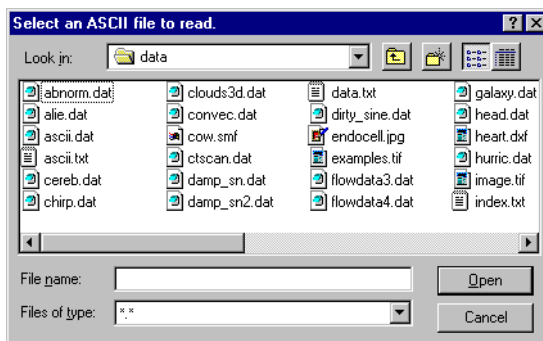 Select an ASCII file to read.
Look in: data
abnorm.dat clouds3d.dat data.txt galaxy.dat
alie.dat convec.dat dirty_sine.dat head.dat
ascii.dat cow.smf endocell.jpg heart.dxf
ascii.txt ctscan.dat examples.tif hurric.dat
cereb.dat damp_sn.dat flowdata3.dat image.tif
chirp.dat damp_sn2.dat flowdata4.dat index.txt
File name: Open
Files of type: *.* Cancel